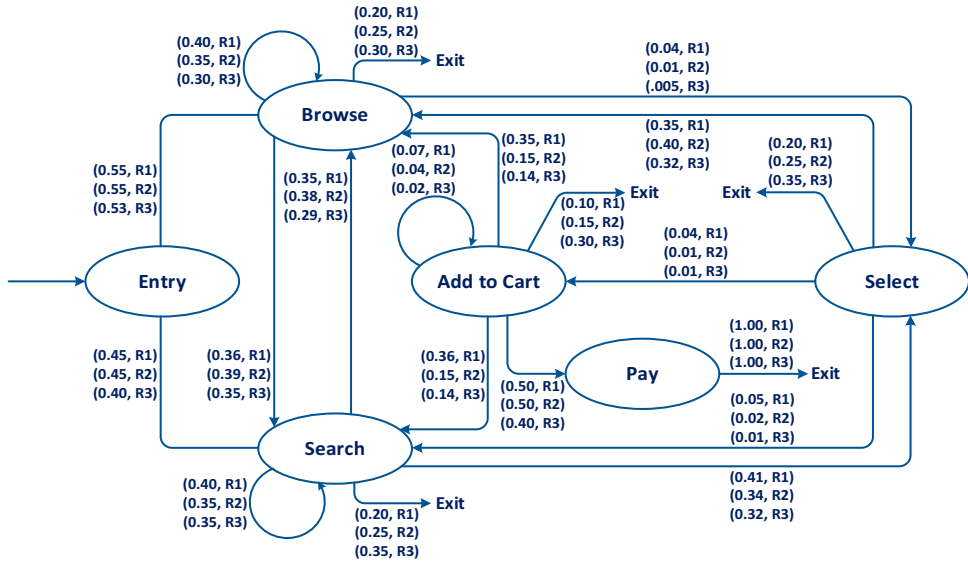 (0.20, R1)
(0.25, R2)
(0.30, R3)
Exit
(0.40, R1)
(0.35, R2)
(0.30, R3)
(0.04, R1)
(0.01, R2)
(.005, R3)
Browse
(0.55, R1)
(0.55, R2)
(0.53, R3)
(0.35, R1)
(0.38, R2)
(0.29, R3)
(0.07, R1)
(0.04, R2)
(0.02, R3)
(0.35, R1)
(0.15, R2)
(0.14, R3)
(0.35, R1)
(0.40, R2)
(0.32, R3)
(0.20, R1)
(0.25, R2)
(0.35, R3)
Exit
Exit
(0.10, R1)
(0.15, R2)
(0.30, R3)
(0.04, R1)
(0.01, R2)
(0.01, R3)
Entry
Add to Cart
Select
(0.45, R1)
(0.45, R2)
(0.40, R3)
(0.36, R1)
(0.39, R2)
(0.35, R3)
(0.36, R1)
(0.15, R2)
(0.14, R3)
(0.50, R1)
(0.50, R2)
(0.40, R3)
Pay
(1.00, R1)
(1.00, R2)
(1.00, R3)
Exit
(0.05, R1)
(0.02, R2)
(0.01, R3)
Search
(0.40, R1)
(0.35, R2)
(0.35, R3)
Exit
(0.20, R1)
(0.25, R2)
(0.35, R3)
(0.41, R1)
(0.34, R2)
(0.32, R3)